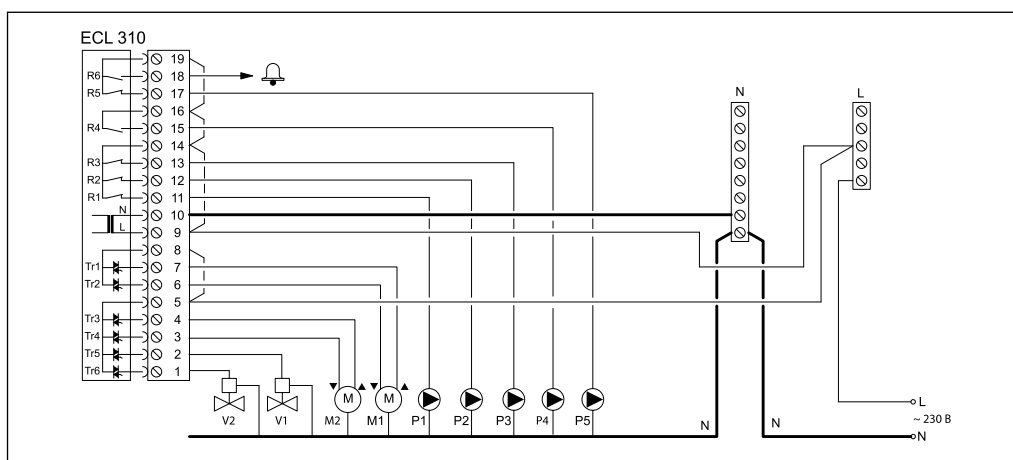 ECL 310
19
R6 18
R5 17
16
R4 15
14
R3 13
R2 12
R1 11
N 10
L 9
8
Tr1 7
Tr2 6
5
Tr3 4
Tr4 3
Tr5 2
Tr6 1
N L
V2 V1 M M2 M M1 P1 P2 P3 P4 P5
N N
L
~ 230 В
N